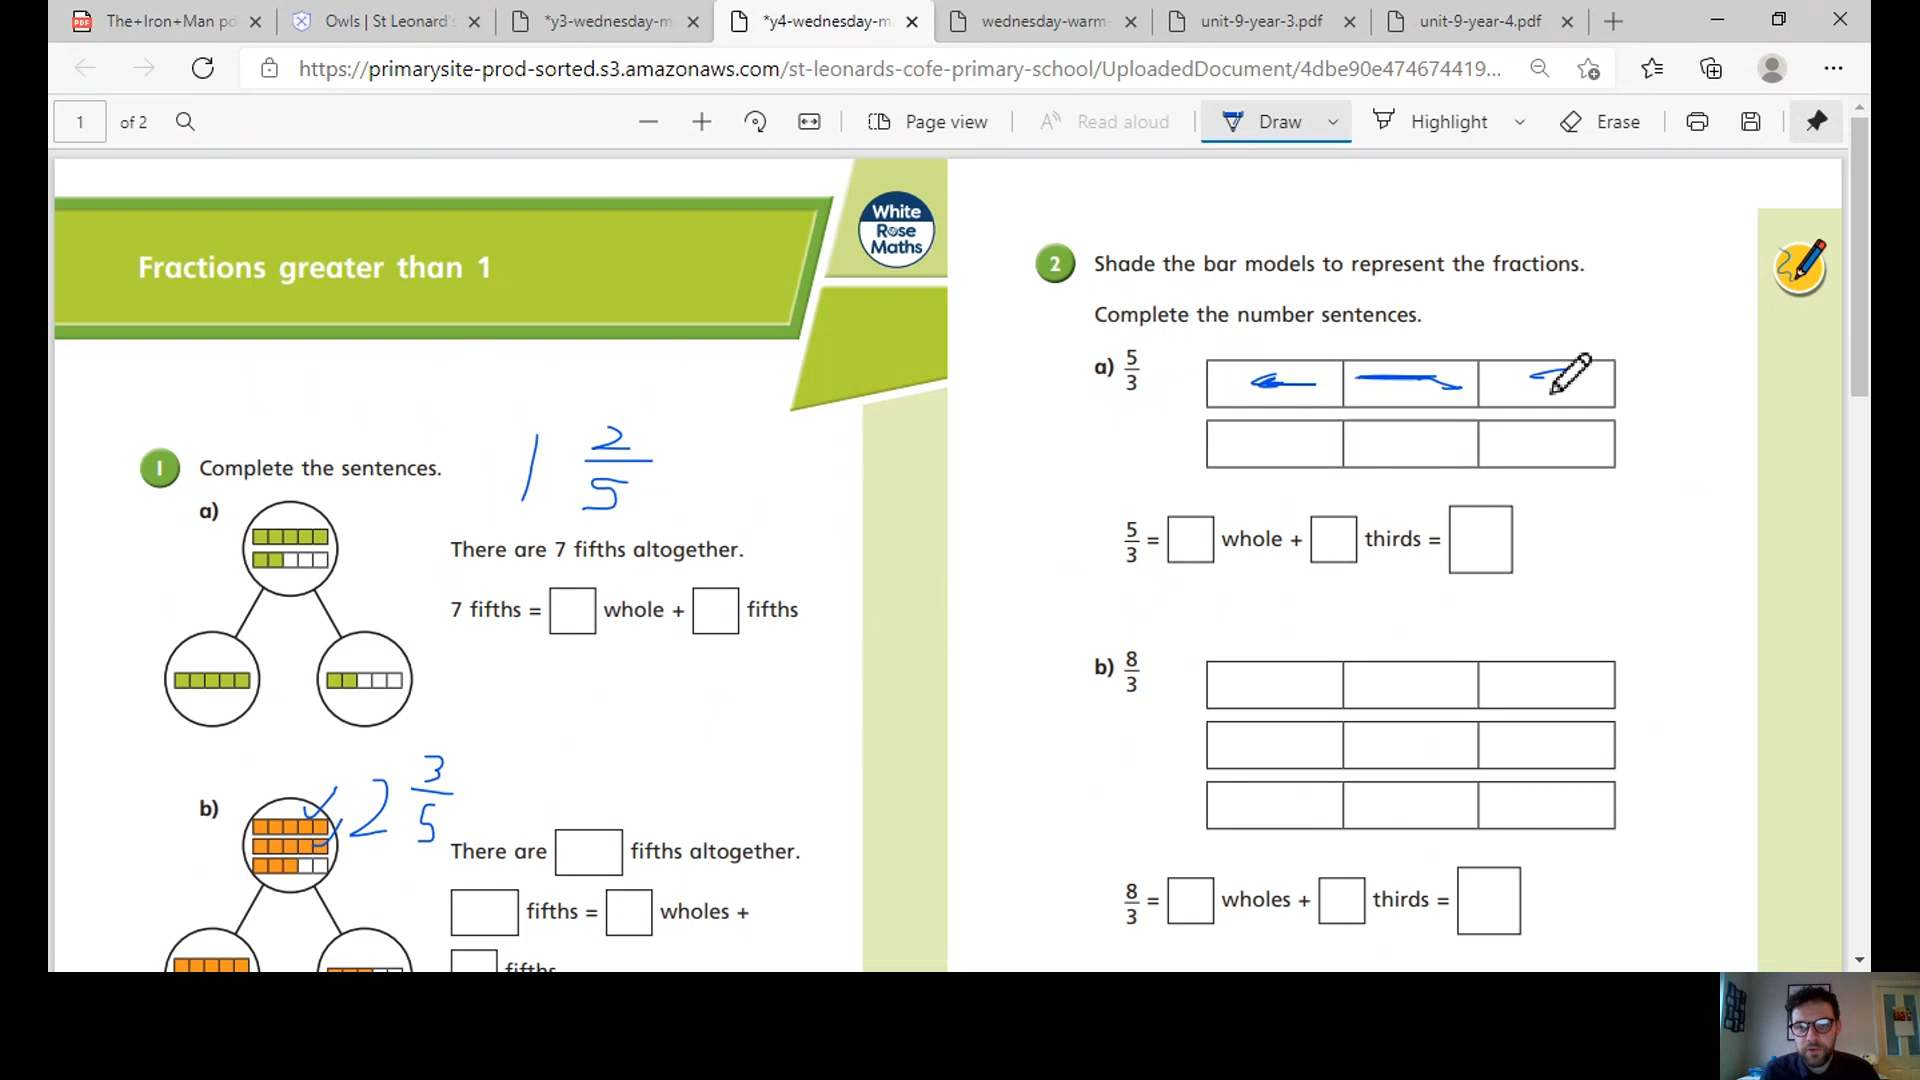 The+Iron+Man pd
Owls | St Leonard's
*y3-wednesday-m
*y4-wednesday-m
wednesday-warm-
unit-9-year-3.pdf
unit-9-year-4.pdf
https://primarysite-prod-sorted.s3.amazonaws.com/st-leonards-cofe-primary-school/UploadedDocument/4dbe90e474674419...
1 of 2
Page view
Read aloud
Draw
Highlight
Erase
Fractions greater than 1
White
Rose
Maths
1 Complete the sentences.
1 2/5
a)
There are 7 fifths altogether.
7 fifths = whole + fifths
b)
2 3/5
There are fifths altogether.
fifths = wholes +
fifths
2 Shade the bar models to represent the fractions.
Complete the number sentences.
a) 5/3
5/3 = whole + thirds =
b) 8/3
8/3 = wholes + thirds =